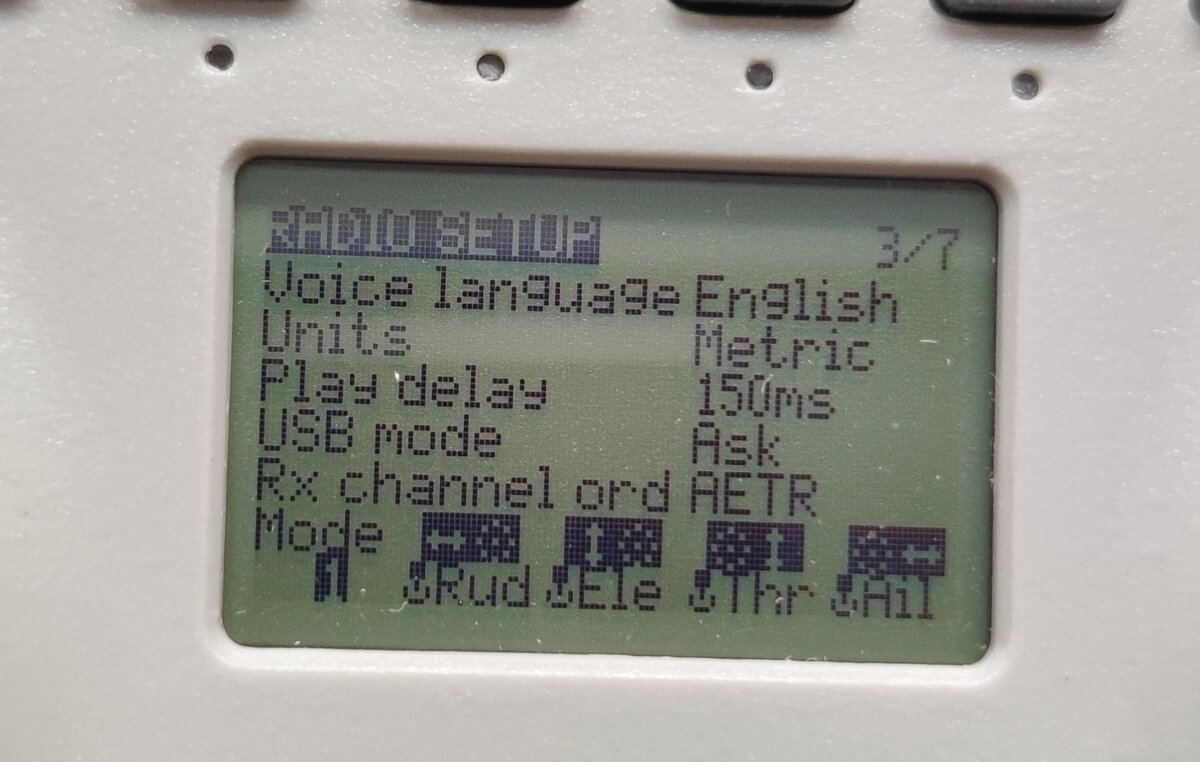 RADIO SETUP 3/7
Voice language English
Units Metric
Play delay 150ms
USB mode Ask
Rx channel ord AETR
Mode
1 Rud Ele Thr Ail